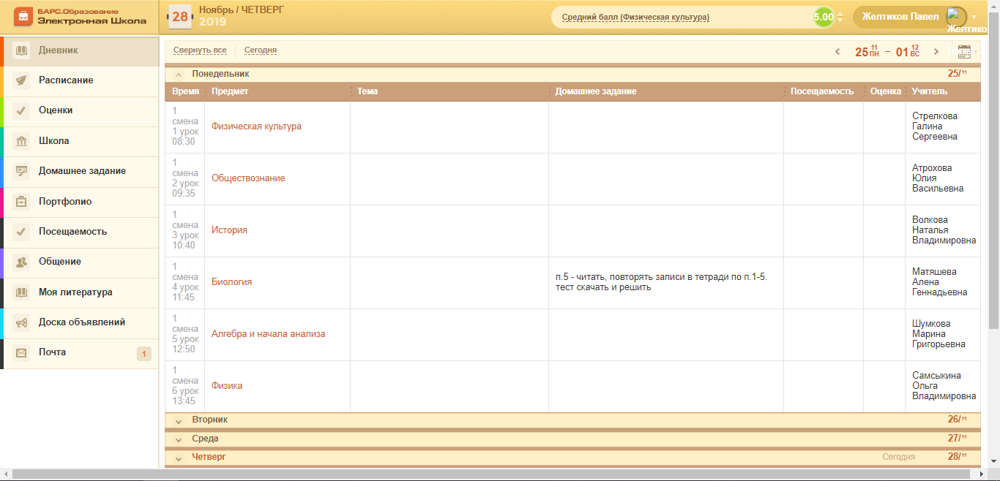 БАРС.Образование
Электронная Школа
28
Ноябрь / ЧЕТВЕРГ
2019
Средний балл (Физическая культура)
5.00
Желтиков Павел
Желтико
Дневник
Расписание
Оценки
Школа
Домашнее задание
Портфолио
Посещаемость
Общение
Моя литература
Доска объявлений
Почта
1
Свернуть все
Сегодня
25 11 ПН – 01 12 ВС
Понедельник
25/11
Время Предмет Тема Домашнее задание Посещаемость Оценка Учитель
1
смена
1 урок
08:30
Физическая культура
Стрелкова
Галина
Сергеевна
1
смена
2 урок
09:35
Обществознание
Атрохова
Юлия
Васильевна
1
смена
3 урок
10:40
История
Волкова
Наталья
Владимировна
1
смена
4 урок
11:45
Биология
п.5 - читать, повторять записи в тетради по п.1-5.
тест скачать и решить
Матяшева
Алена
Геннадьевна
1
смена
5 урок
12:50
Алгебра и начала анализа
Шумкова
Марина
Григорьевна
1
смена
6 урок
13:45
Физика
Самсыкина
Ольга
Владимировна
Вторник
26/11
Среда
27/11
Четверг
Сегодня
28/11